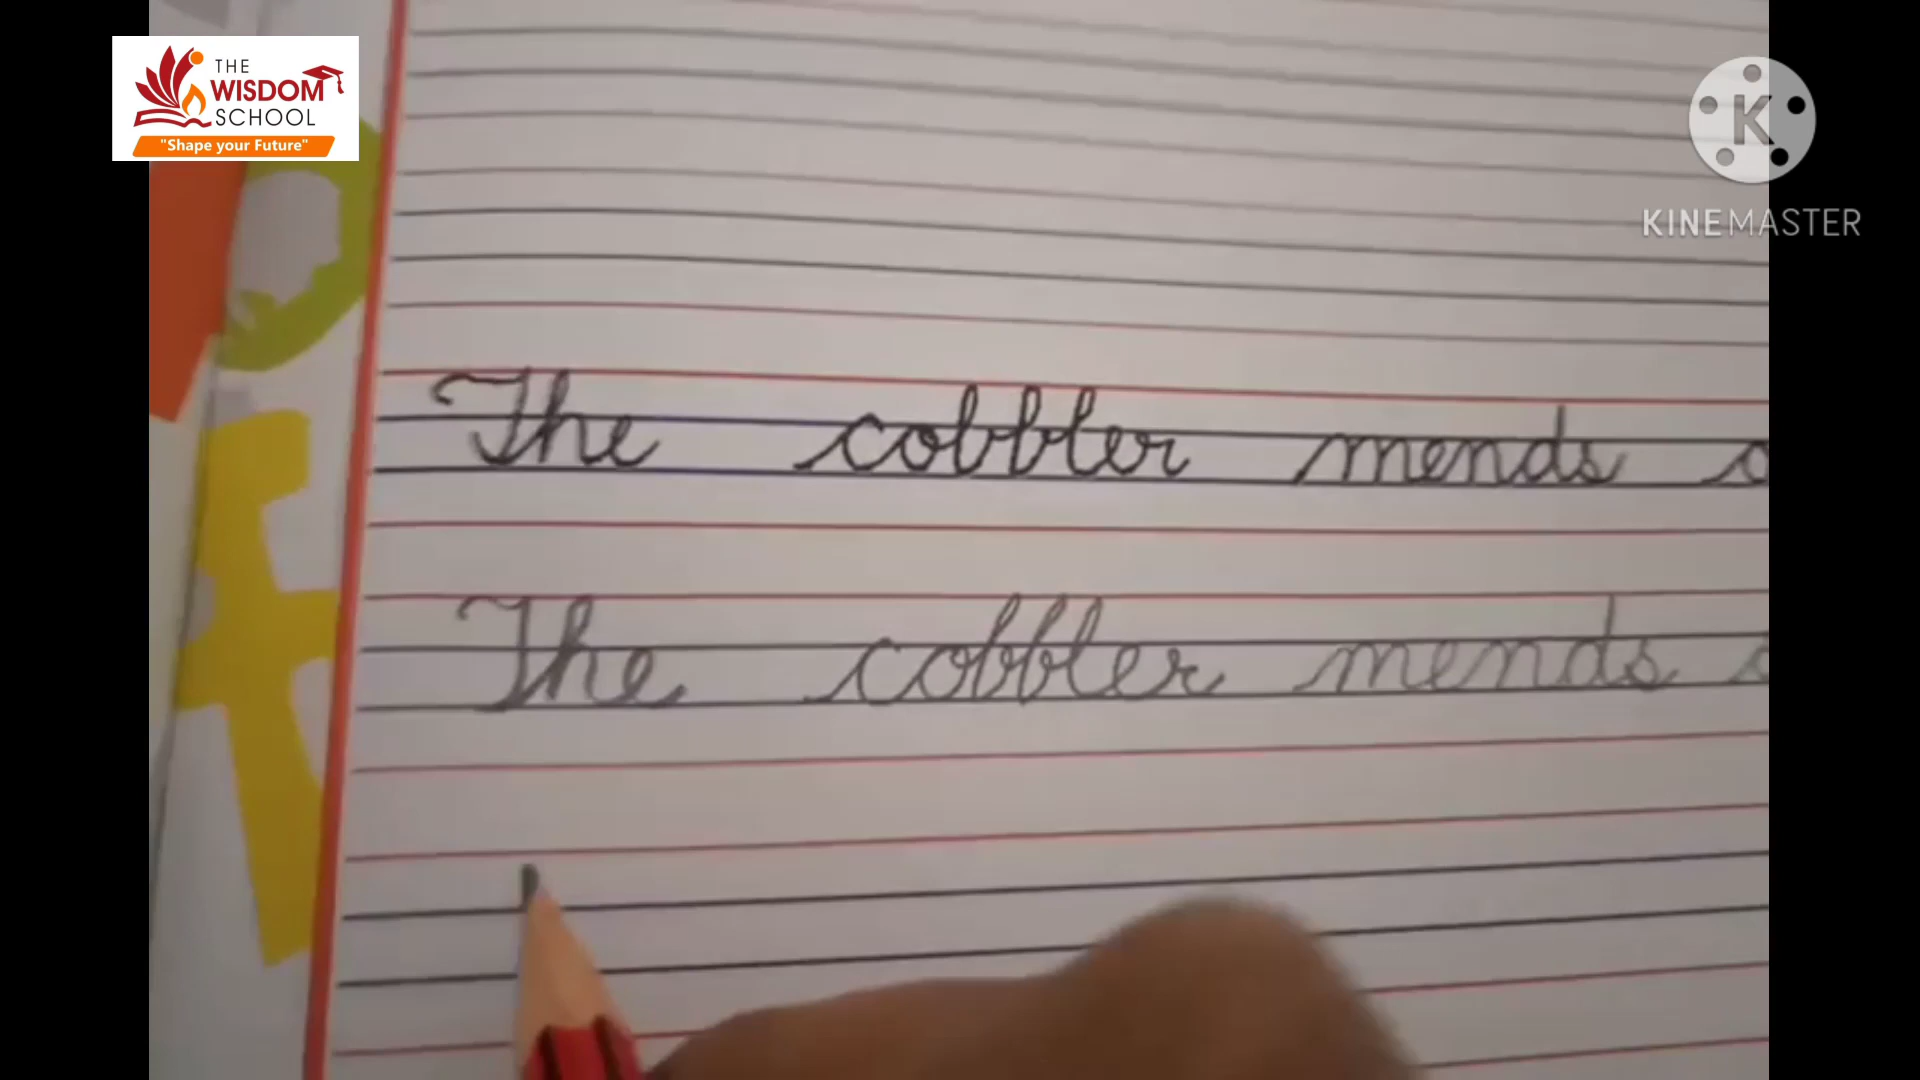 THE
WISDOM
SCHOOL
"Shape your Future"
K
KINEMASTER
The cobbler mends
The cobbler mends